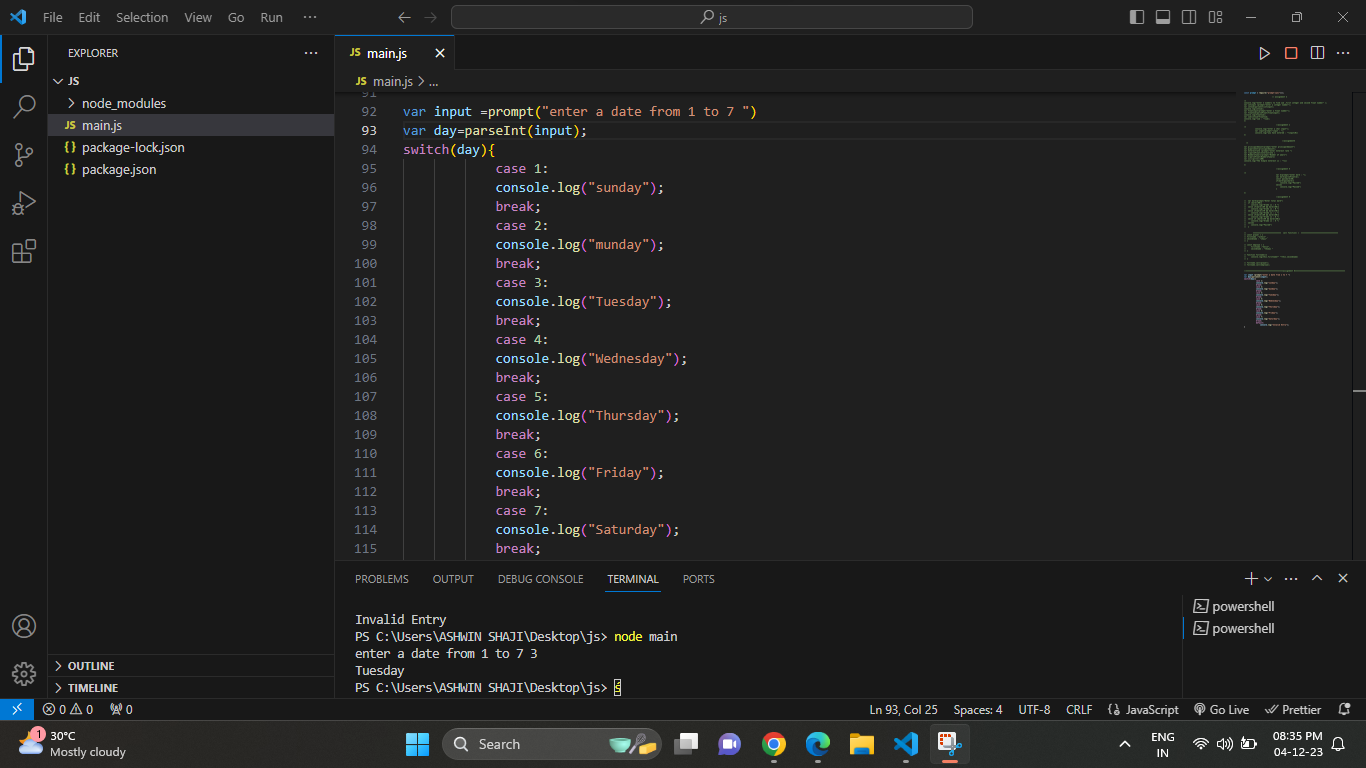 File Edit Selection View Go Run ···
js
EXPLORER
JS
node_modules
JS main.js
{} package-lock.json
{} package.json
OUTLINE
TIMELINE
JS main.js
JS main.js > ...
91
92 var input =prompt("enter a date from 1 to 7 ")
93 var day=parseInt(input);
94 switch(day){
95 case 1:
96 console.log("sunday");
97 break;
98 case 2:
99 console.log("munday");
100 break;
101 case 3:
102 console.log("Tuesday");
103 break;
104 case 4:
105 console.log("Wednesday");
106 break;
107 case 5:
108 console.log("Thursday");
109 break;
110 case 6:
111 console.log("Friday");
112 break;
113 case 7:
114 console.log("Saturday");
115 break;
PROBLEMS OUTPUT DEBUG CONSOLE TERMINAL PORTS
Invalid Entry
PS C:\Users\ASHWIN SHAJI\Desktop\js> node main
enter a date from 1 to 7 3
Tuesday
PS C:\Users\ASHWIN SHAJI\Desktop\js>
powershell
powershell
0 0 0
Ln 93, Col 25 Spaces: 4 UTF-8 CRLF {} JavaScript Go Live Prettier
1
30°C
Mostly cloudy
Search
ENG
IN
08:35 PM
04-12-23